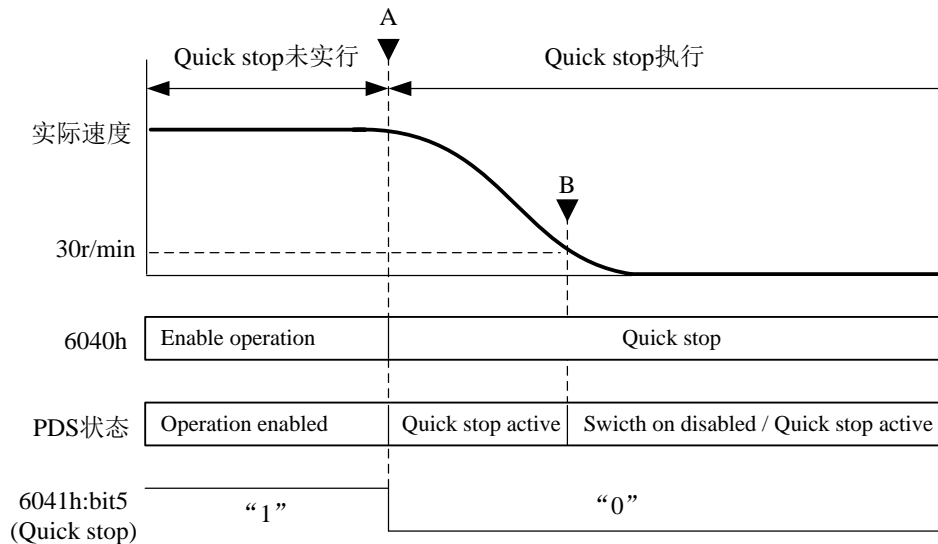 A
Quick stop未实行
Quick stop执行
实际速度
B
30r/min
6040h
Enable operation
Quick stop
PDS状态
Operation enabled
Quick stop active
Swicth on disabled / Quick stop active
6041h:bit5
(Quick stop)
“1”
“0”